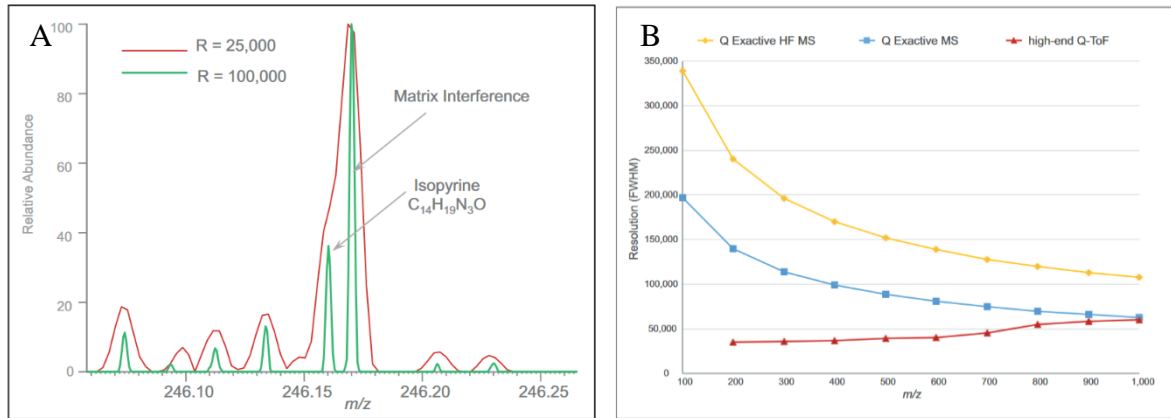 A
R = 25,000
R = 100,000
Matrix Interference
Isopyrine
C14H19N3O
Relative Abundance
100
80
60
40
20
0
246.10
246.15
246.20
246.25
m/z
B
Q Exactive HF MS
Q Exactive MS
high-end Q-ToF
Resolution (FWHM)
350,000
300,000
250,000
200,000
150,000
100,000
50,000
0
100 200 300 400 500 600 700 800 900 1,000
m/z